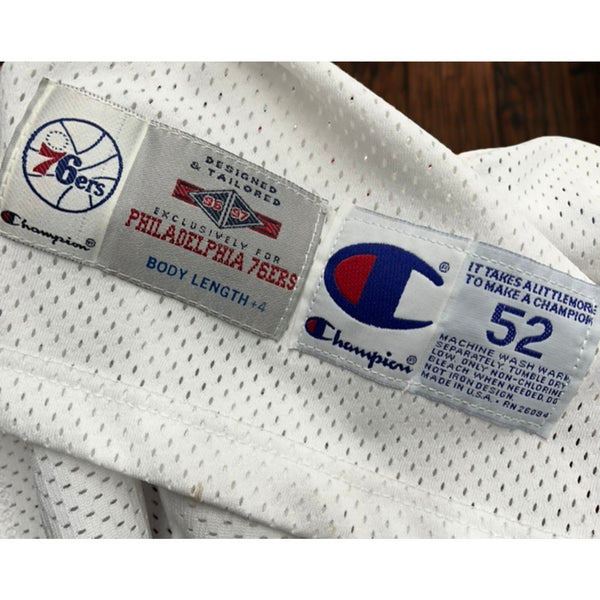 76ers
Champion
DESIGNED
& TAILORED
96 97
EXCLUSIVELY FOR
PHILADELPHIA 76ERS
BODY LENGTH +4
Champion
IT TAKES A LITTLE MORE
TO MAKE A CHAMPION
52
MACHINE WASH WARM
SEPARATELY, TUMBLE DRY
LOW, ONLY NON-CHLORINE
BLEACH WHEN NEEDED, DO
NOT IRON DESIGN.
MADE IN U.S.A. • RN 26094